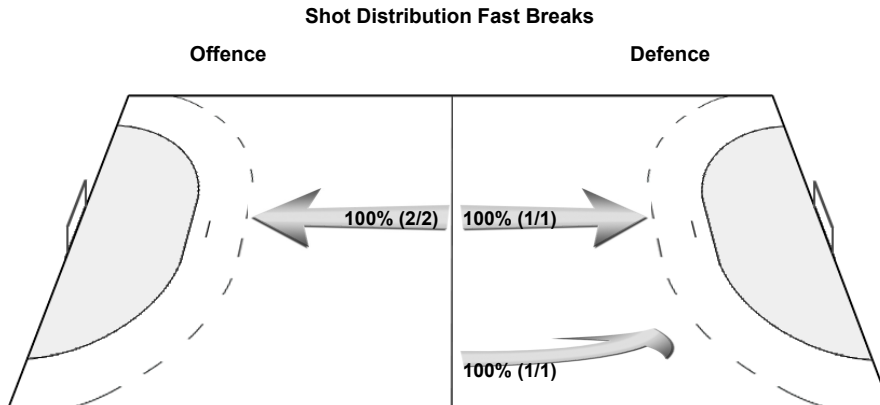 Shot Distribution Fast Breaks
Offence Defence
100% (2/2) 100% (1/1)
100% (1/1)